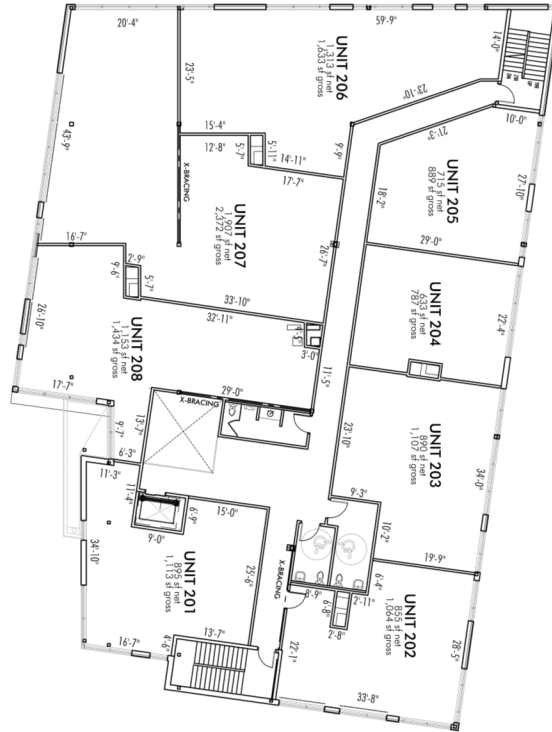 20'-4"
59'-9"
UNIT 206
1,313 sf net
1,633 sf gross
14'-0"
23'-5"
23'-10"
10'-0"
15'-4"
5'-11"
14'-11"
9'-9"
21'-3"
43'-9"
12'-8"
5'-7"
17'-7"
X-BRACING
UNIT 205
715 sf net
889 sf gross
27'-10"
18'-2"
29'-0"
UNIT 207
1,907 sf net
2,372 sf gross
26'-7"
16'-7"
2'-9"
9'-6"
5'-7"
33'-10"
32'-11"
UNIT 204
633 sf net
787 sf gross
22'-4"
26'-10"
UNIT 208
1,153 sf net
1,434 sf gross
3'-0"
11'-5"
17'-7"
29'-0"
X-BRACING
13'-7"
9'-7"
6'-3"
23'-10"
UNIT 203
890 sf net
1,107 sf gross
34'-0"
11'-3"
11'-4"
9'-0"
6'-9"
15'-0"
9'-3"
10'-2"
19'-9"
34'-10"
UNIT 201
895 sf net
1,113 sf gross
25'-6"
X-BRACING
8'-9"
6'-8"
2'-11"
6'-4"
2'-8"
UNIT 202
855 sf net
1,064 sf gross
28'-5"
16'-7"
4'-6"
13'-7"
22'-1"
33'-8"